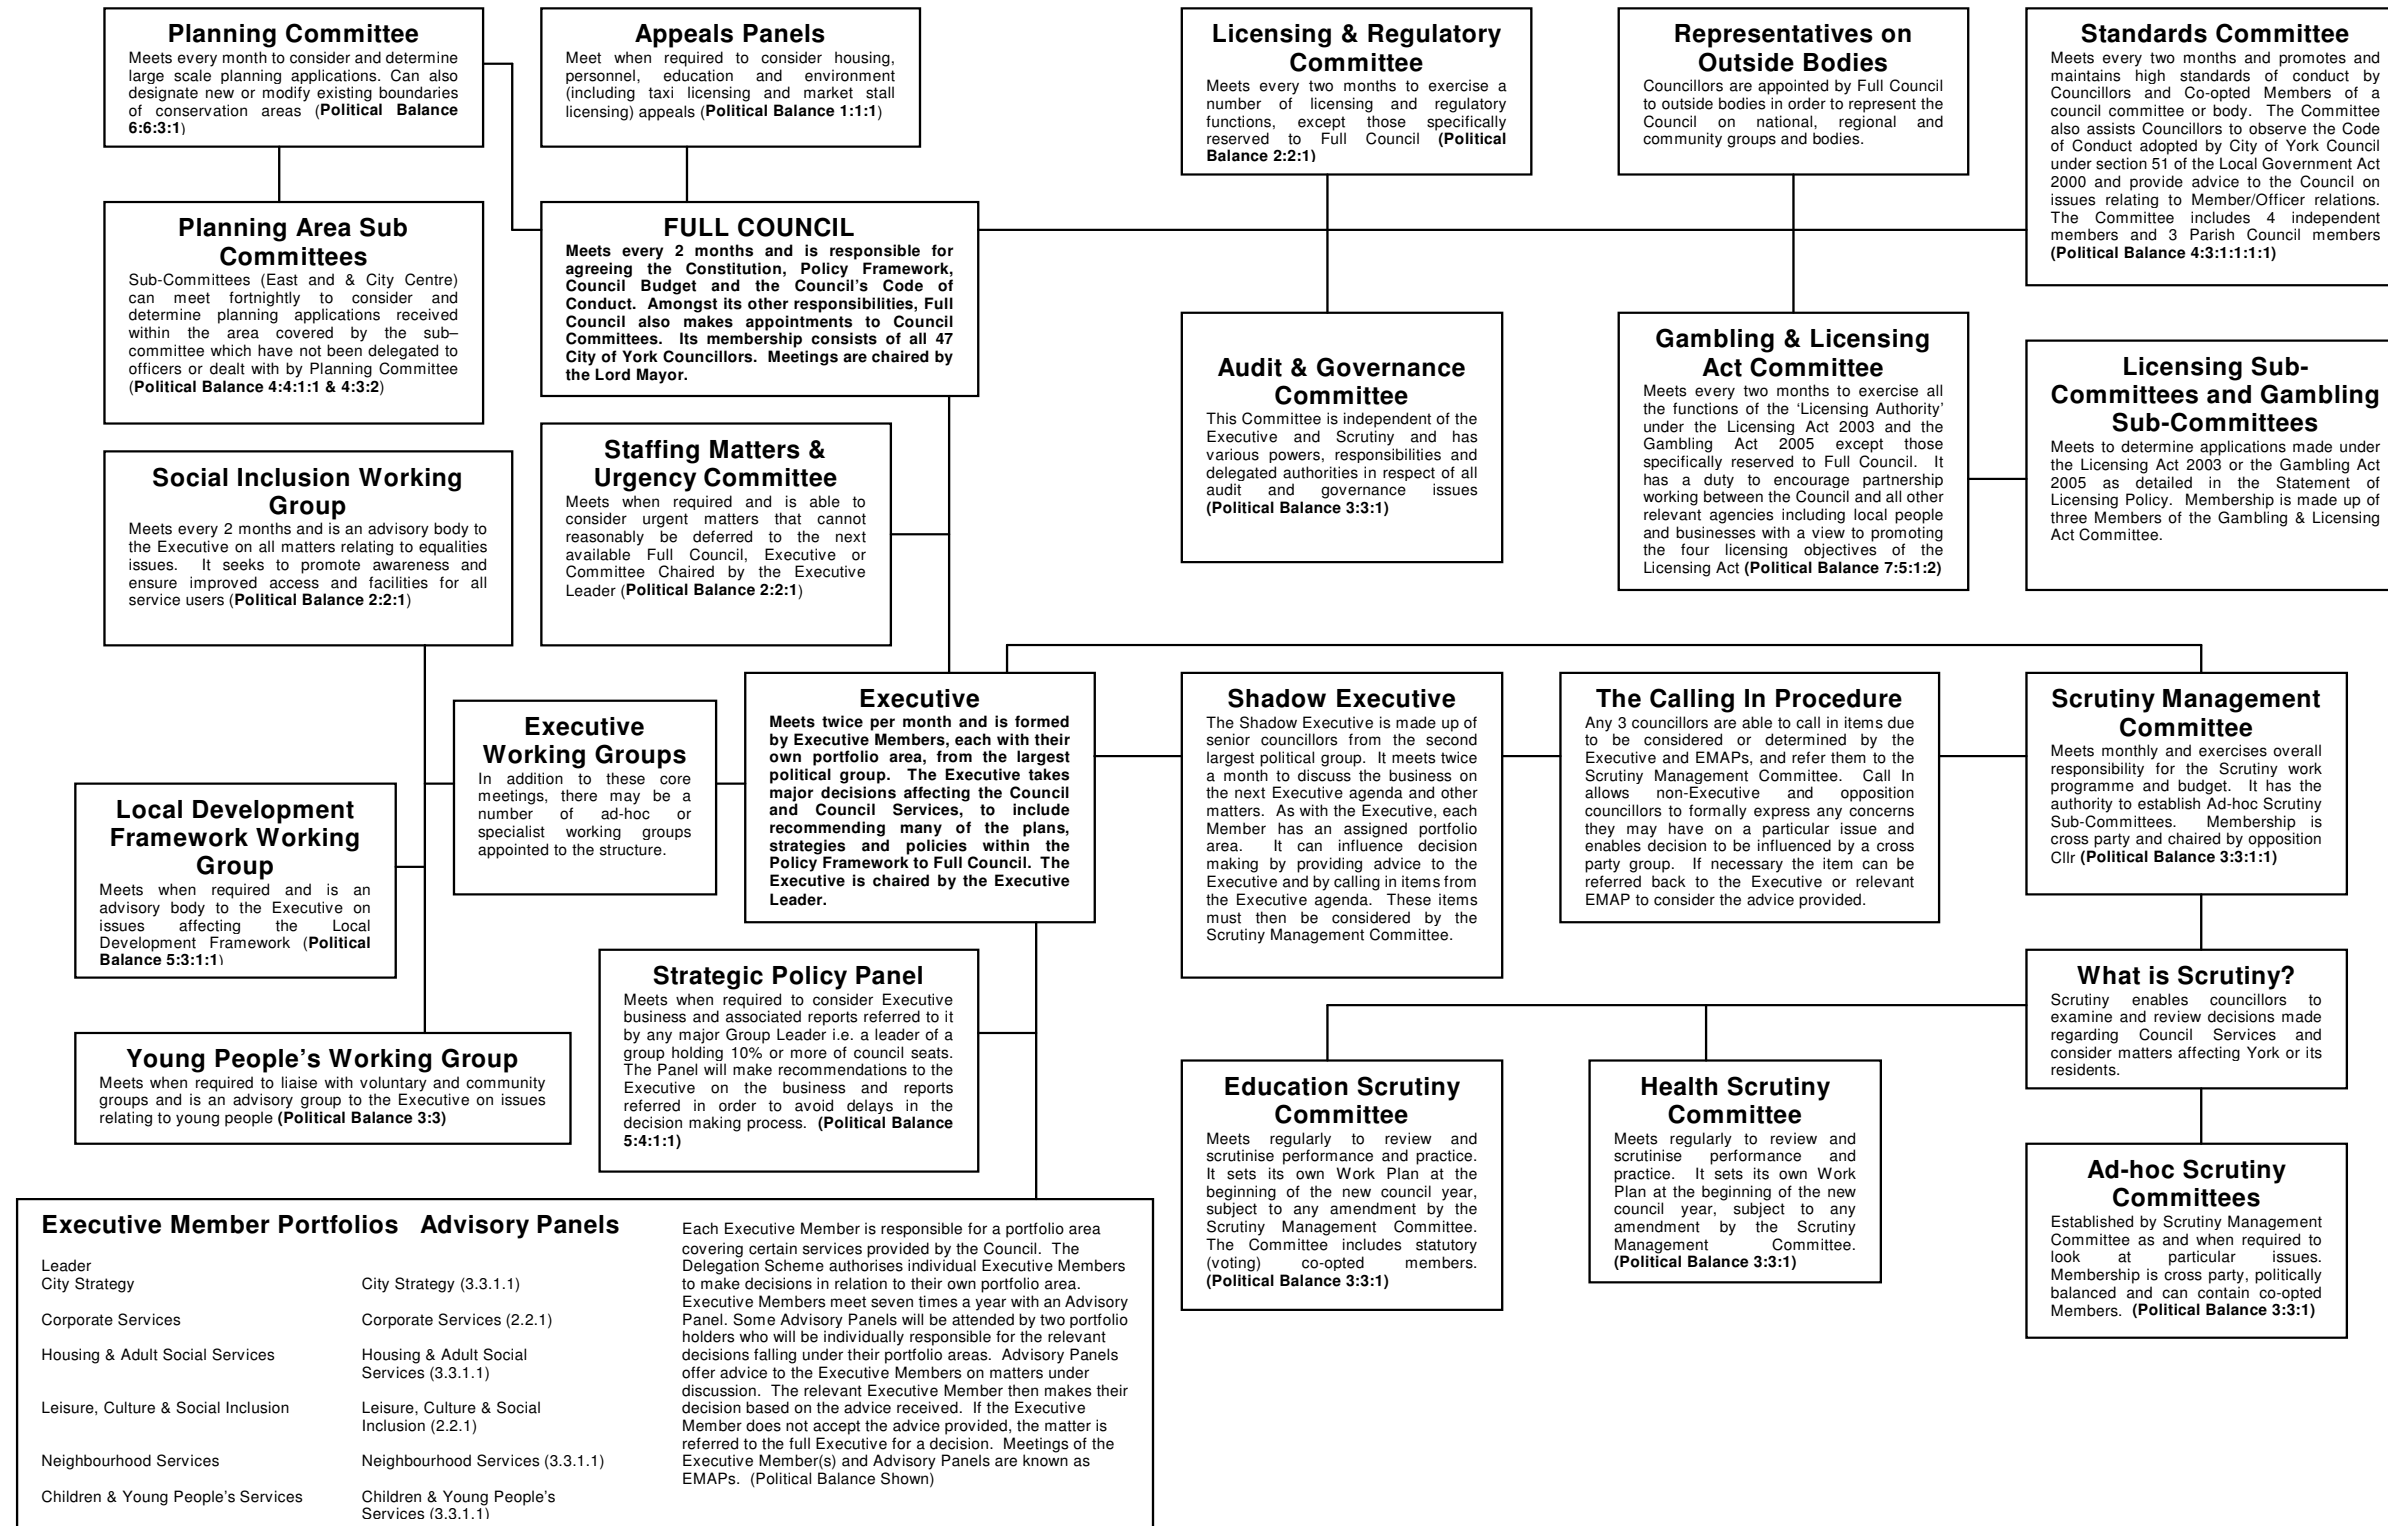 Planning Committee
Meets every month to consider and determine
large scale planning applications. Can also
designate new or modify existing boundaries
of conservation areas (Political Balance
6:6:3:1)
Appeals Panels
Meet when required to consider housing,
personnel, education and environment
(including taxi licensing and market stall
licensing) appeals (Political Balance 1:1:1)
Licensing & Regulatory
Committee
Meets every two months to exercise a
number of licensing and regulatory
functions, except those specifically
reserved to Full Council (Political
Balance 2:2:1)
Representatives on
Outside Bodies
Councillors are appointed by Full Council
to outside bodies in order to represent the
Council on national, regional and
community groups and bodies.
Standards Committee
Meets every two months and promotes and
maintains high standards of conduct by
Councillors and Co-opted Members of a
council committee or body. The Committee
also assists Councillors to observe the Code
of Conduct adopted by City of York Council
under section 51 of the Local Government Act
2000 and provide advice to the Council on
issues relating to Member/Officer relations.
The Committee includes 4 independent
members and 3 Parish Council members
(Political Balance 4:3:1:1:1:1)
Planning Area Sub
Committees
Sub-Committees (East and & City Centre)
can meet fortnightly to consider and
determine planning applications received
within the area covered by the sub–
committee which have not been delegated to
officers or dealt with by Planning Committee
(Political Balance 4:4:1:1 & 4:3:2)
FULL COUNCIL
Meets every 2 months and is responsible for
agreeing the Constitution, Policy Framework,
Council Budget and the Council's Code of
Conduct. Amongst its other responsibilities, Full
Council also makes appointments to Council
Committees. Its membership consists of all 47
City of York Councillors. Meetings are chaired by
the Lord Mayor.
Audit & Governance
Committee
This Committee is independent of the
Executive and Scrutiny and has
various powers, responsibilities and
delegated authorities in respect of all
audit and governance issues
(Political Balance 3:3:1)
Gambling & Licensing
Act Committee
Meets every two months to exercise all
the functions of the 'Licensing Authority'
under the Licensing Act 2003 and the
Gambling Act 2005 except those
specifically reserved to Full Council. It
has a duty to encourage partnership
working between the Council and all other
relevant agencies including local people
and businesses with a view to promoting
the four licensing objectives of the
Licensing Act (Political Balance 7:5:1:2)
Licensing Sub-
Committees and Gambling
Sub-Committees
Meets to determine applications made under
the Licensing Act 2003 or the Gambling Act
2005 as detailed in the Statement of
Licensing Policy. Membership is made up of
three Members of the Gambling & Licensing
Act Committee.
Social Inclusion Working
Group
Meets every 2 months and is an advisory body to
the Executive on all matters relating to equalities
issues. It seeks to promote awareness and
ensure improved access and facilities for all
service users (Political Balance 2:2:1)
Staffing Matters &
Urgency Committee
Meets when required and is able to
consider urgent matters that cannot
reasonably be deferred to the next
available Full Council, Executive or
Committee Chaired by the Executive
Leader (Political Balance 2:2:1)
Executive
Working Groups
In addition to these core
meetings, there may be a
number of ad-hoc or
specialist working groups
appointed to the structure.
Executive
Meets twice per month and is formed
by Executive Members, each with their
own portfolio area, from the largest
political group. The Executive takes
major decisions affecting the Council
and Council Services, to include
recommending many of the plans,
strategies and policies within the
Policy Framework to Full Council. The
Executive is chaired by the Executive
Leader.
Shadow Executive
The Shadow Executive is made up of
senior councillors from the second
largest political group. It meets twice
a month to discuss the business on
the next Executive agenda and other
matters. As with the Executive, each
Member has an assigned portfolio
area. It can influence decision
making by providing advice to the
Executive and by calling in items from
the Executive agenda. These items
must then be considered by the
Scrutiny Management Committee.
The Calling In Procedure
Any 3 councillors are able to call in items due
to be considered or determined by the
Executive and EMAPs, and refer them to the
Scrutiny Management Committee. Call In
allows non-Executive and opposition
councillors to formally express any concerns
they may have on a particular issue and
enables decision to be influenced by a cross
party group. If necessary the item can be
referred back to the Executive or relevant
EMAP to consider the advice provided.
Scrutiny Management
Committee
Meets monthly and exercises overall
responsibility for the Scrutiny work
programme and budget. It has the
authority to establish Ad-hoc Scrutiny
Sub-Committees. Membership is
cross party and chaired by opposition
Cllr (Political Balance 3:3:1:1)
Local Development
Framework Working
Group
Meets when required and is an
advisory body to the Executive on
issues affecting the Local
Development Framework (Political
Balance 5:3:1:1)
Strategic Policy Panel
Meets when required to consider Executive
business and associated reports referred to it
by any major Group Leader i.e. a leader of a
group holding 10% or more of council seats.
The Panel will make recommendations to the
Executive on the business and reports
referred in order to avoid delays in the
decision making process. (Political Balance
5:4:1:1)
What is Scrutiny?
Scrutiny enables councillors to
examine and review decisions made
regarding Council Services and
consider matters affecting York or its
residents.
Young People's Working Group
Meets when required to liaise with voluntary and community
groups and is an advisory group to the Executive on issues
relating to young people (Political Balance 3:3)
Education Scrutiny
Committee
Meets regularly to review and
scrutinise performance and practice.
It sets its own Work Plan at the
beginning of the new council year,
subject to any amendment by the
Scrutiny Management Committee.
The Committee includes statutory
(voting) co-opted members.
(Political Balance 3:3:1)
Health Scrutiny
Committee
Meets regularly to review and
scrutinise performance and
practice. It sets its own Work
Plan at the beginning of the new
council year, subject to any
amendment by the Scrutiny
Management Committee.
(Political Balance 3:3:1)
Ad-hoc Scrutiny
Committees
Established by Scrutiny Management
Committee as and when required to
look at particular issues.
Membership is cross party, politically
balanced and can contain co-opted
Members. (Political Balance 3:3:1)
Executive Member Portfolios Advisory Panels
Leader
City Strategy City Strategy (3.3.1.1)
Corporate Services Corporate Services (2.2.1)
Housing & Adult Social Services Housing & Adult Social
Services (3.3.1.1)
Leisure, Culture & Social Inclusion Leisure, Culture & Social
Inclusion (2.2.1)
Neighbourhood Services Neighbourhood Services (3.3.1.1)
Children & Young People's Services Children & Young People's
Services (3.3.1.1)
Each Executive Member is responsible for a portfolio area
covering certain services provided by the Council. The
Delegation Scheme authorises individual Executive Members
to make decisions in relation to their own portfolio area.
Executive Members meet seven times a year with an Advisory
Panel. Some Advisory Panels will be attended by two portfolio
holders who will be individually responsible for the relevant
decisions falling under their portfolio areas. Advisory Panels
offer advice to the Executive Members on matters under
discussion. The relevant Executive Member then makes their
decision based on the advice received. If the Executive
Member does not accept the advice provided, the matter is
referred to the full Executive for a decision. Meetings of the
Executive Member(s) and Advisory Panels are known as
EMAPs. (Political Balance Shown)